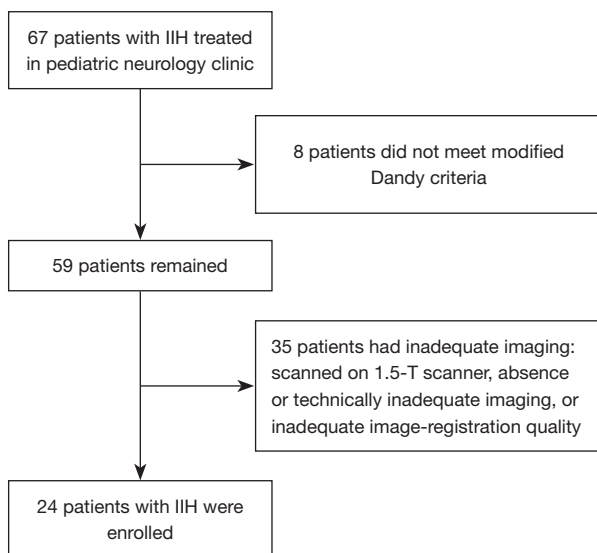 67 patients with IIH treated
in pediatric neurology clinic
8 patients did not meet modified
Dandy criteria
59 patients remained
35 patients had inadequate imaging:
scanned on 1.5-T scanner, absence
or technically inadequate imaging, or
inadequate image-registration quality
24 patients with IIH were
enrolled